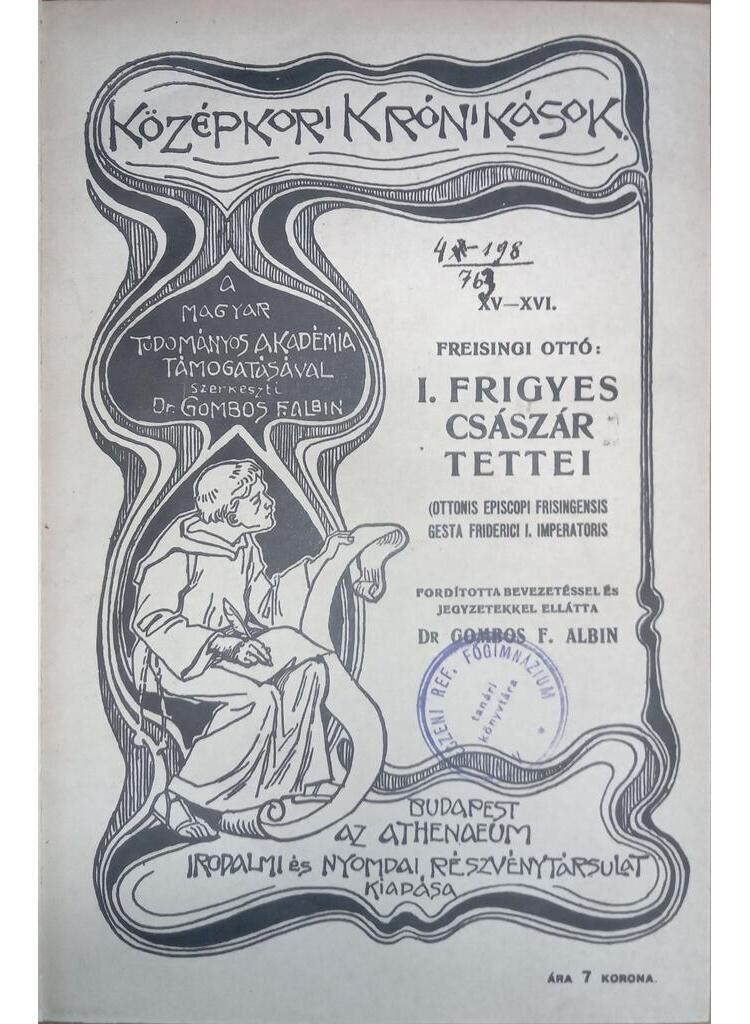 KÖZÉPKORI KRÓNIKÁSOK.
A
MAGYAR
TUDOMÁNYOS AKADÉMIA
TÁMOGATÁSÁVAL
szerkeszti
Dr. GOMBOS F. ALBIN
198
763
XV—XVI.
FREISINGI OTTÓ:
I. FRIGYES
CSÁSZÁR
TETTEI
(OTTONIS EPISCOPI FRISINGENSIS
GESTA FRIDERICI I. IMPERATORIS
FORDÍTOTTA BEVEZETÉSSEL ÉS
JEGYZETEKKEL ELLÁTTA
DR GOMBOS F. ALBIN
REF. FŐGIMNÁZIUM
tanári
könyvtára
BUDAPEST
AZ ATHENAEUM
IRODALMI és NYOMDAI RÉSZVÉNYTÁRSULAT
KIADÁSA
ÁRA 7 KORONA.